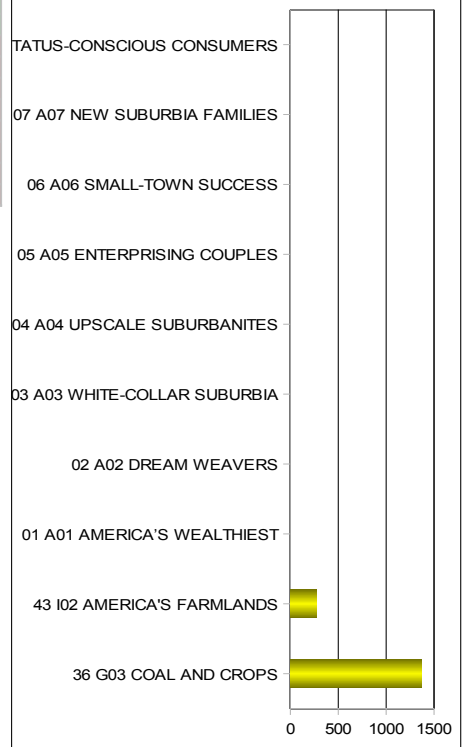 TATUS-CONSCIOUS CONSUMERS
07 A07 NEW SUBURBIA FAMILIES
06 A06 SMALL-TOWN SUCCESS
05 A05 ENTERPRISING COUPLES
04 A04 UPSCALE SUBURBANITES
03 A03 WHITE-COLLAR SUBURBIA
02 A02 DREAM WEAVERS
01 A01 AMERICA’S WEALTHIEST
43 I02 AMERICA'S FARMLANDS
36 G03 COAL AND CROPS
0 500 1000 1500